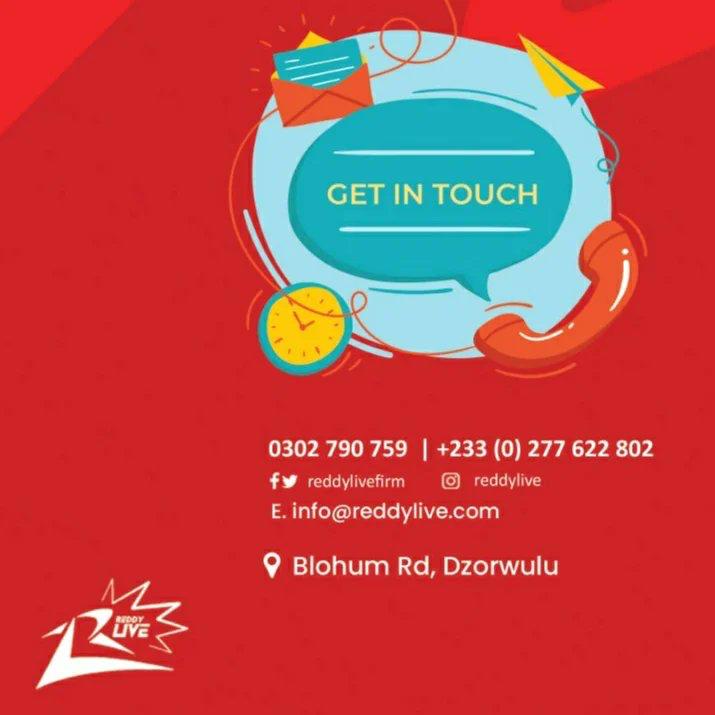 GET IN TOUCH
0302 790 759 | +233 (0) 277 622 802
reddylivefirm reddylive
E. info@reddylive.com
Blohum Rd, Dzorwulu
REDDY
LIVE